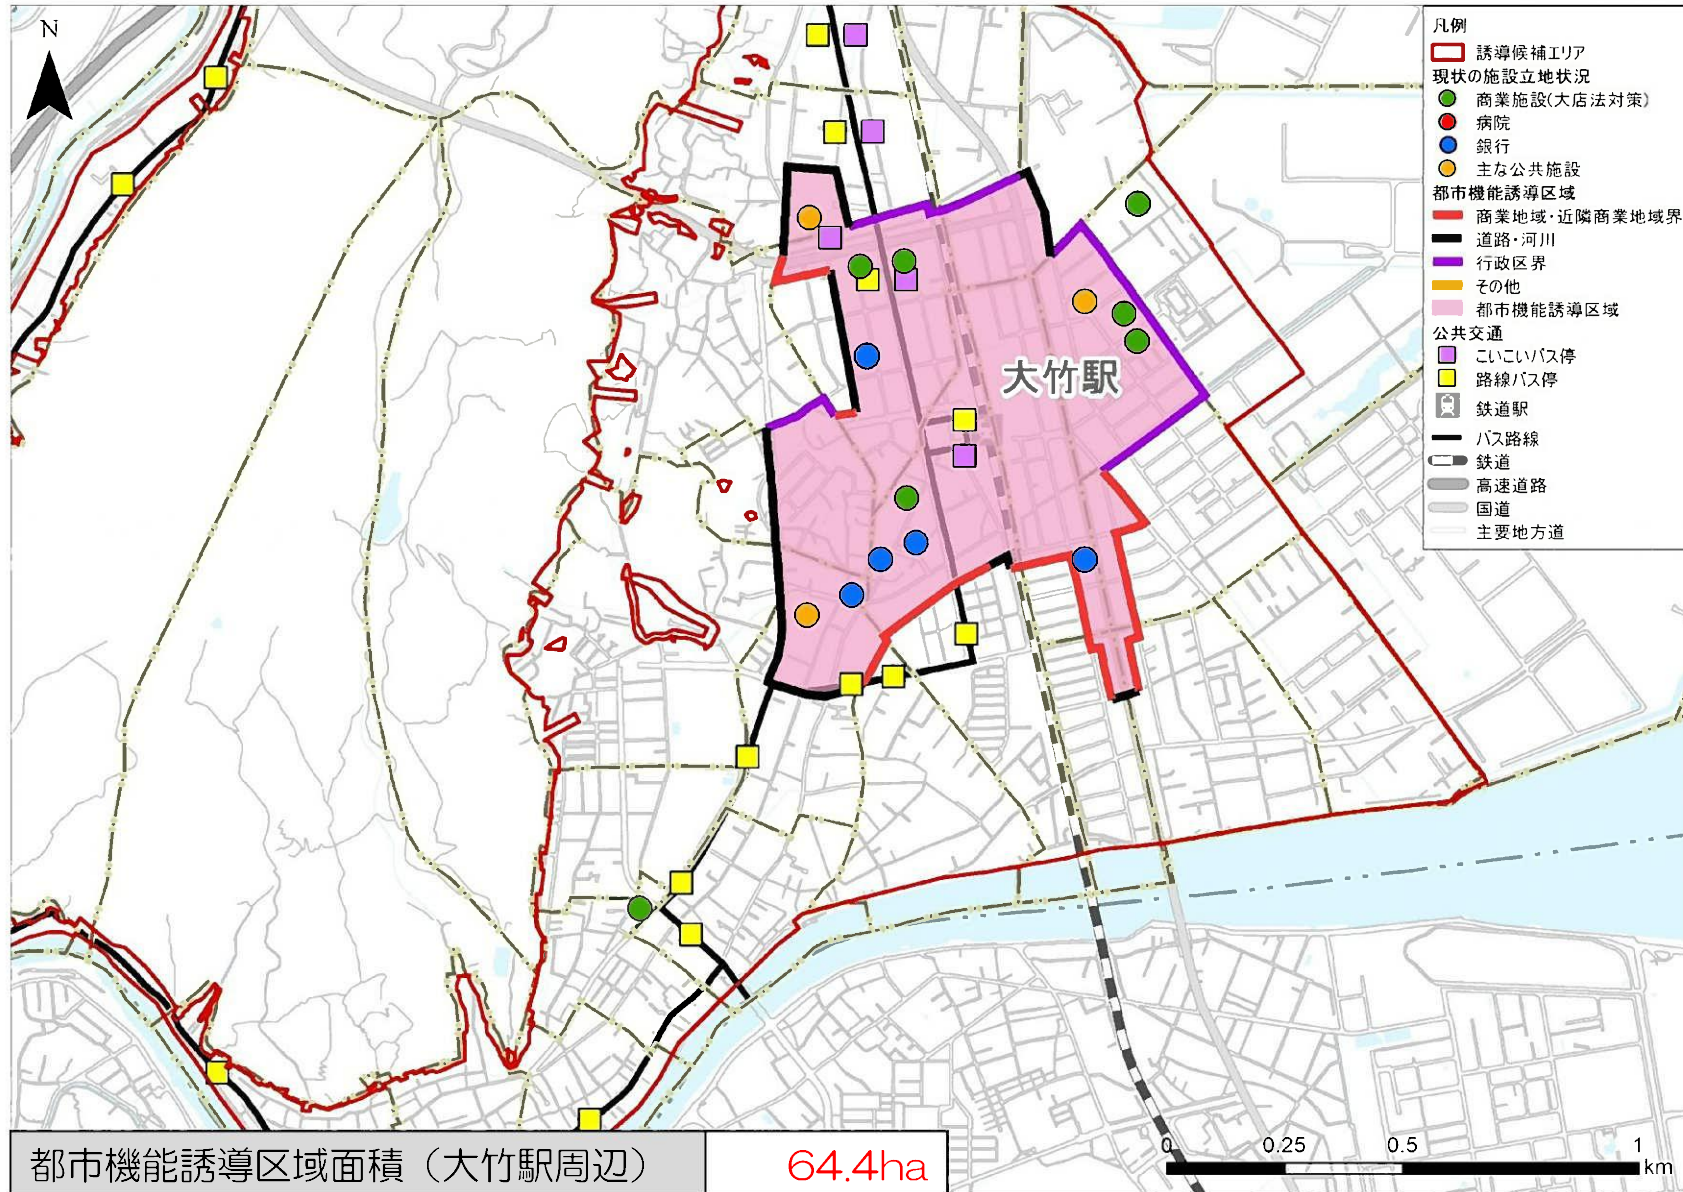 N
大竹駅
凡例
誘導候補エリア
現状の施設立地状況
商業施設(大店法対策)
病院
銀行
主な公共施設
都市機能誘導区域
商業地域・近隣商業地域界
道路・河川
行政区界
その他
都市機能誘導区域
公共交通
こいこいバス停
路線バス停
鉄道駅
バス路線
鉄道
高速道路
国道
主要地方道
都市機能誘導区域面積（大竹駅周辺）
64.4ha
0 0.25 0.5 1
km